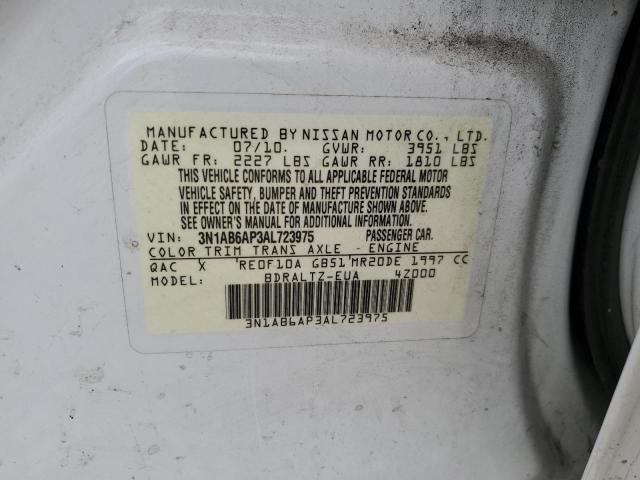 MANUFACTURED BY NISSAN MOTOR CO., LTD.
DATE: 07/10. GVWR: 3951 LBS
GAWR FR: 2227 LBS GAWR RR: 1810 LBS
THIS VEHICLE CONFORMS TO ALL APPLICABLE FEDERAL MOTOR
VEHICLE SAFETY, BUMPER AND THEFT PREVENTION STANDARDS
IN EFFECT ON THE DATE OF MANUFACTURE SHOWN ABOVE.
SEE OWNER'S MANUAL FOR ADDITIONAL INFORMATION.
VIN: 3N1AB6AP3AL723975 PASSENGER CAR.
COLOR TRIM TRANS AXLE - ENGINE
QAC X 'RE0F10A GB51'MR20DE 1997 CC
MODEL: BDRALTZ-EUA 4Z000
3N1AB6AP3AL723975